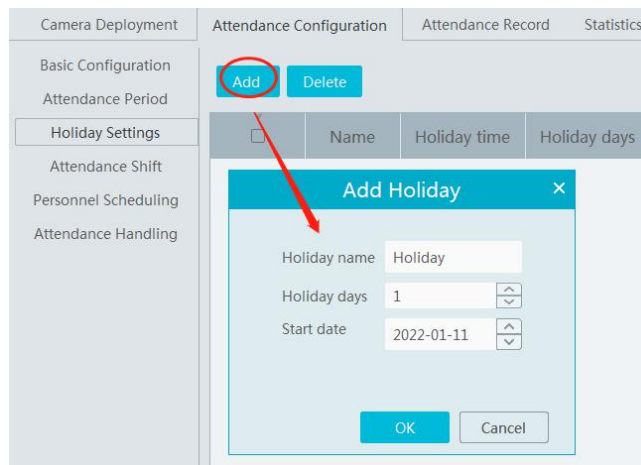 Camera Deployment Attendance Configuration Attendance Record Statistics
Basic Configuration
Attendance Period
Holiday Settings
Attendance Shift
Personnel Scheduling
Attendance Handling
Add Delete
Name Holiday time Holiday days
Add Holiday ×
Holiday name Holiday
Holiday days 1
Start date 2022-01-11
OK Cancel